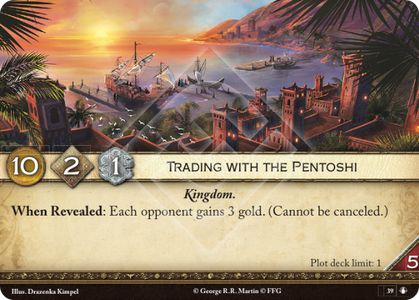 10 2 1 Trading with the Pentoshi
Kingdom.
When Revealed: Each opponent gains 3 gold. (Cannot be canceled.)
Plot deck limit: 1
5
Illus. Drazenka Kimpel © George R.R. Martin © FFG 39